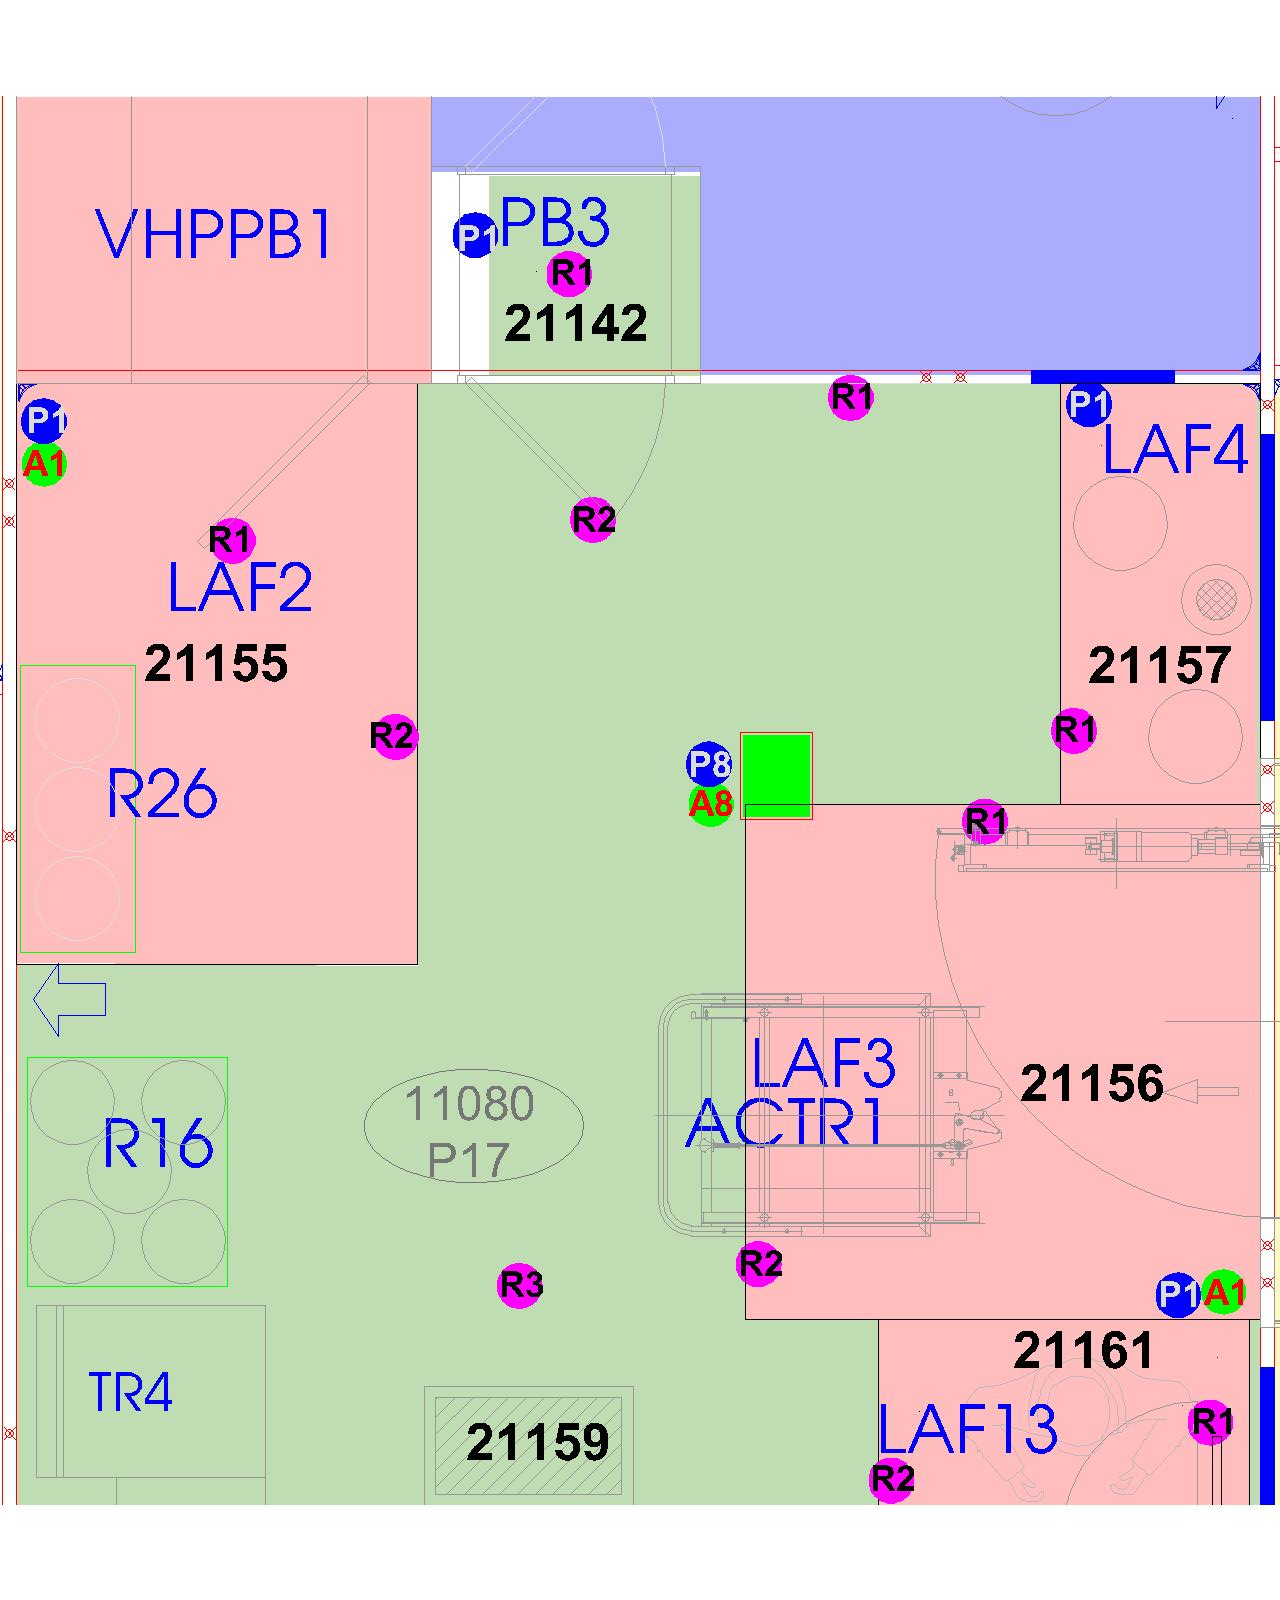 VHPPB1
P1
PB3
R1
21142
P1
A1
R1
LAF2
21155
R2
R26
R1
R2
P1
LAF4
21157
R1
P8
A8
R1
LAF3
ACTR1
21156
R16
11080
P17
R2
R3
P1
A1
TR4
21159
21161
LAF13
R1
R2